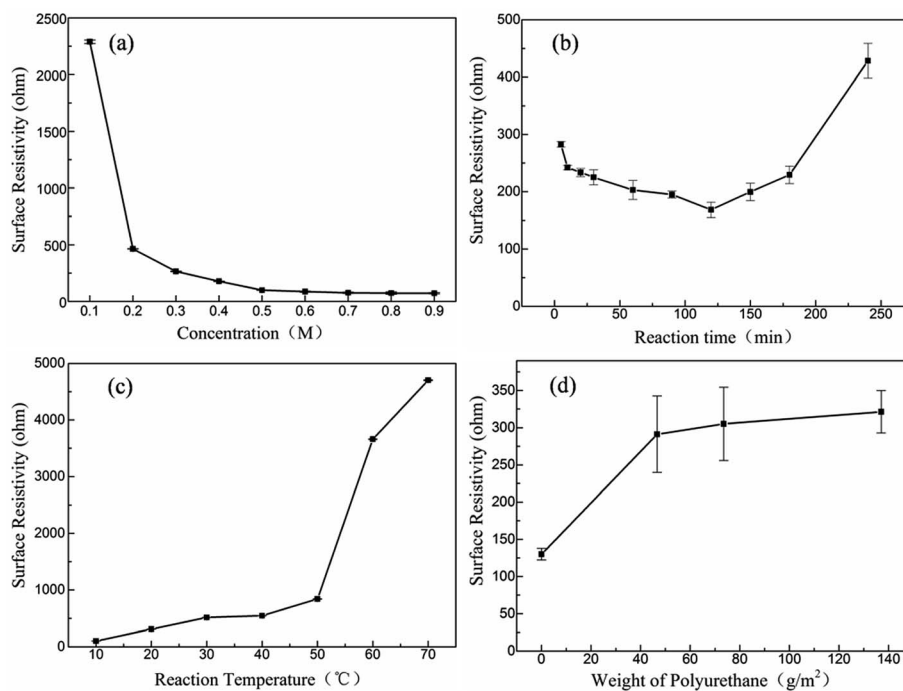 2500
2000
1500
1000
500
0
Surface Resistivity (ohm)
(a)
0.1 0.2 0.3 0.4 0.5 0.6 0.7 0.8 0.9
Concentration（M）
500
400
300
200
100
0
Surface Resistivity (ohm)
(b)
0 50 100 150 200 250
Reaction time（min）
5000
4000
3000
2000
1000
0
Surface Resistivity (ohm)
(c)
10 20 30 40 50 60 70
Reaction Temperature（℃）
350
300
250
200
150
100
50
0
Surface Resistivity (ohm)
(d)
0 20 40 60 80 100 120 140
Weight of Polyurethane（g/m²）